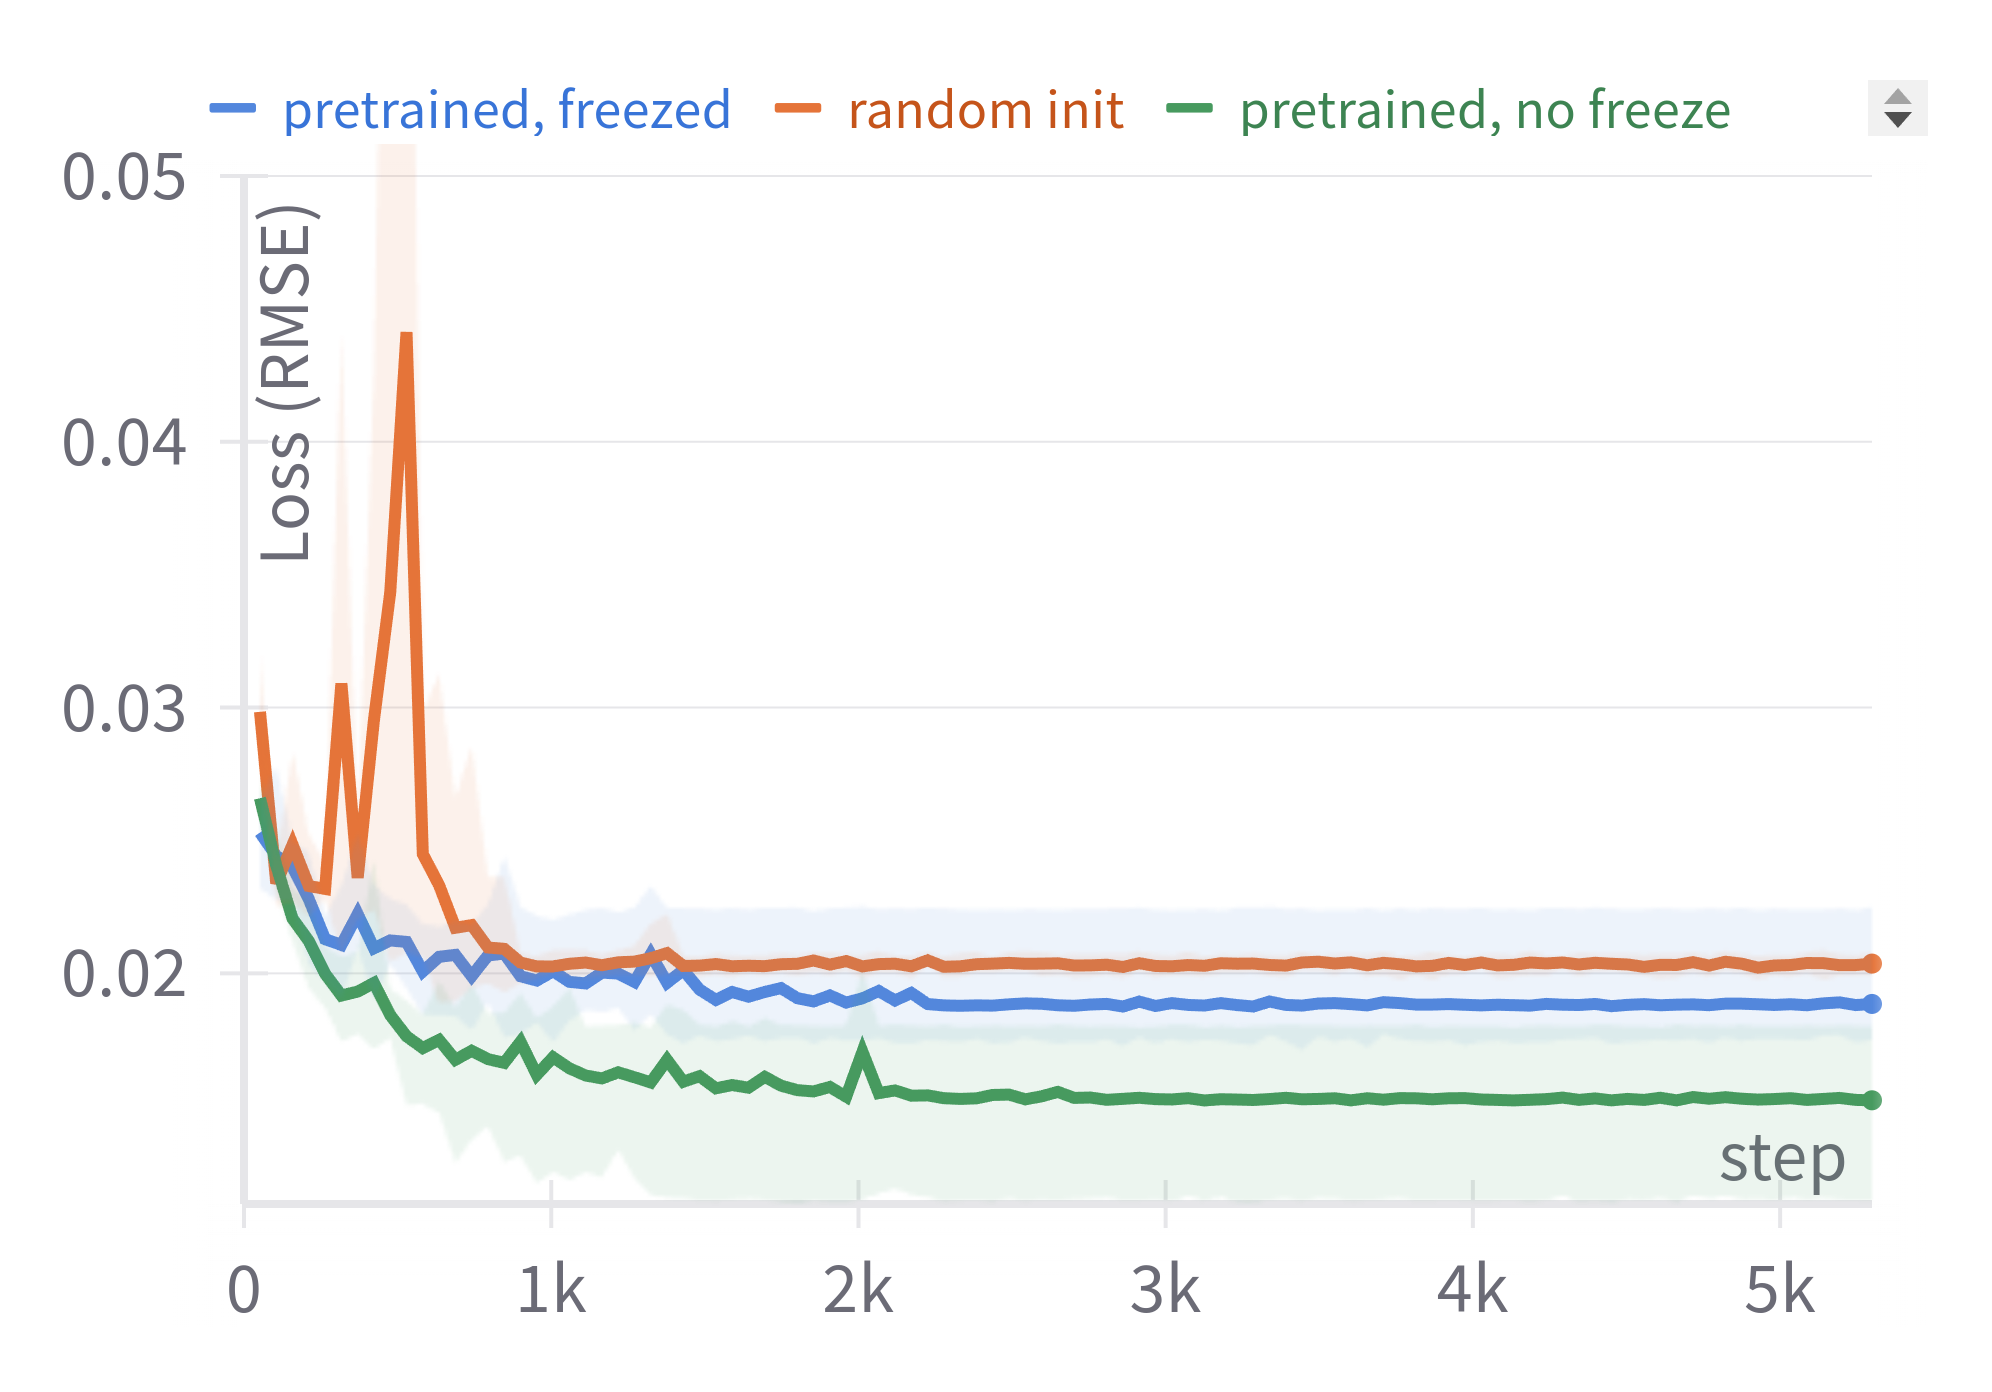 pretrained, freezed random init pretrained, no freeze
0.05
Loss (RMSE)
0.04
0.03
0.02
step
0 1k 2k 3k 4k 5k